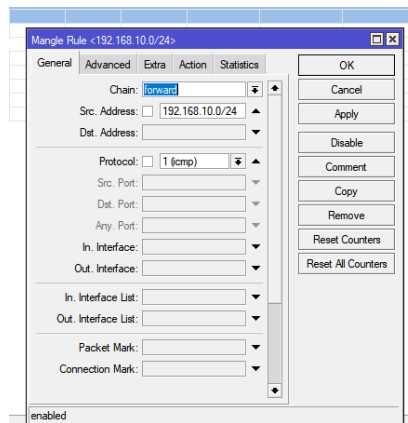 Mangle Rule <192.168.10.0/24>
General Advanced Extra Action Statistics
Chain: forward
Src. Address: 192.168.10.0/24
Dst. Address:
Protocol: 1 (icmp)
Src. Port:
Dst. Port:
Any. Port:
In. Interface:
Out. Interface:
In. Interface List:
Out. Interface List:
Packet Mark:
Connection Mark:
OK
Cancel
Apply
Disable
Comment
Copy
Remove
Reset Counters
Reset All Counters
enabled